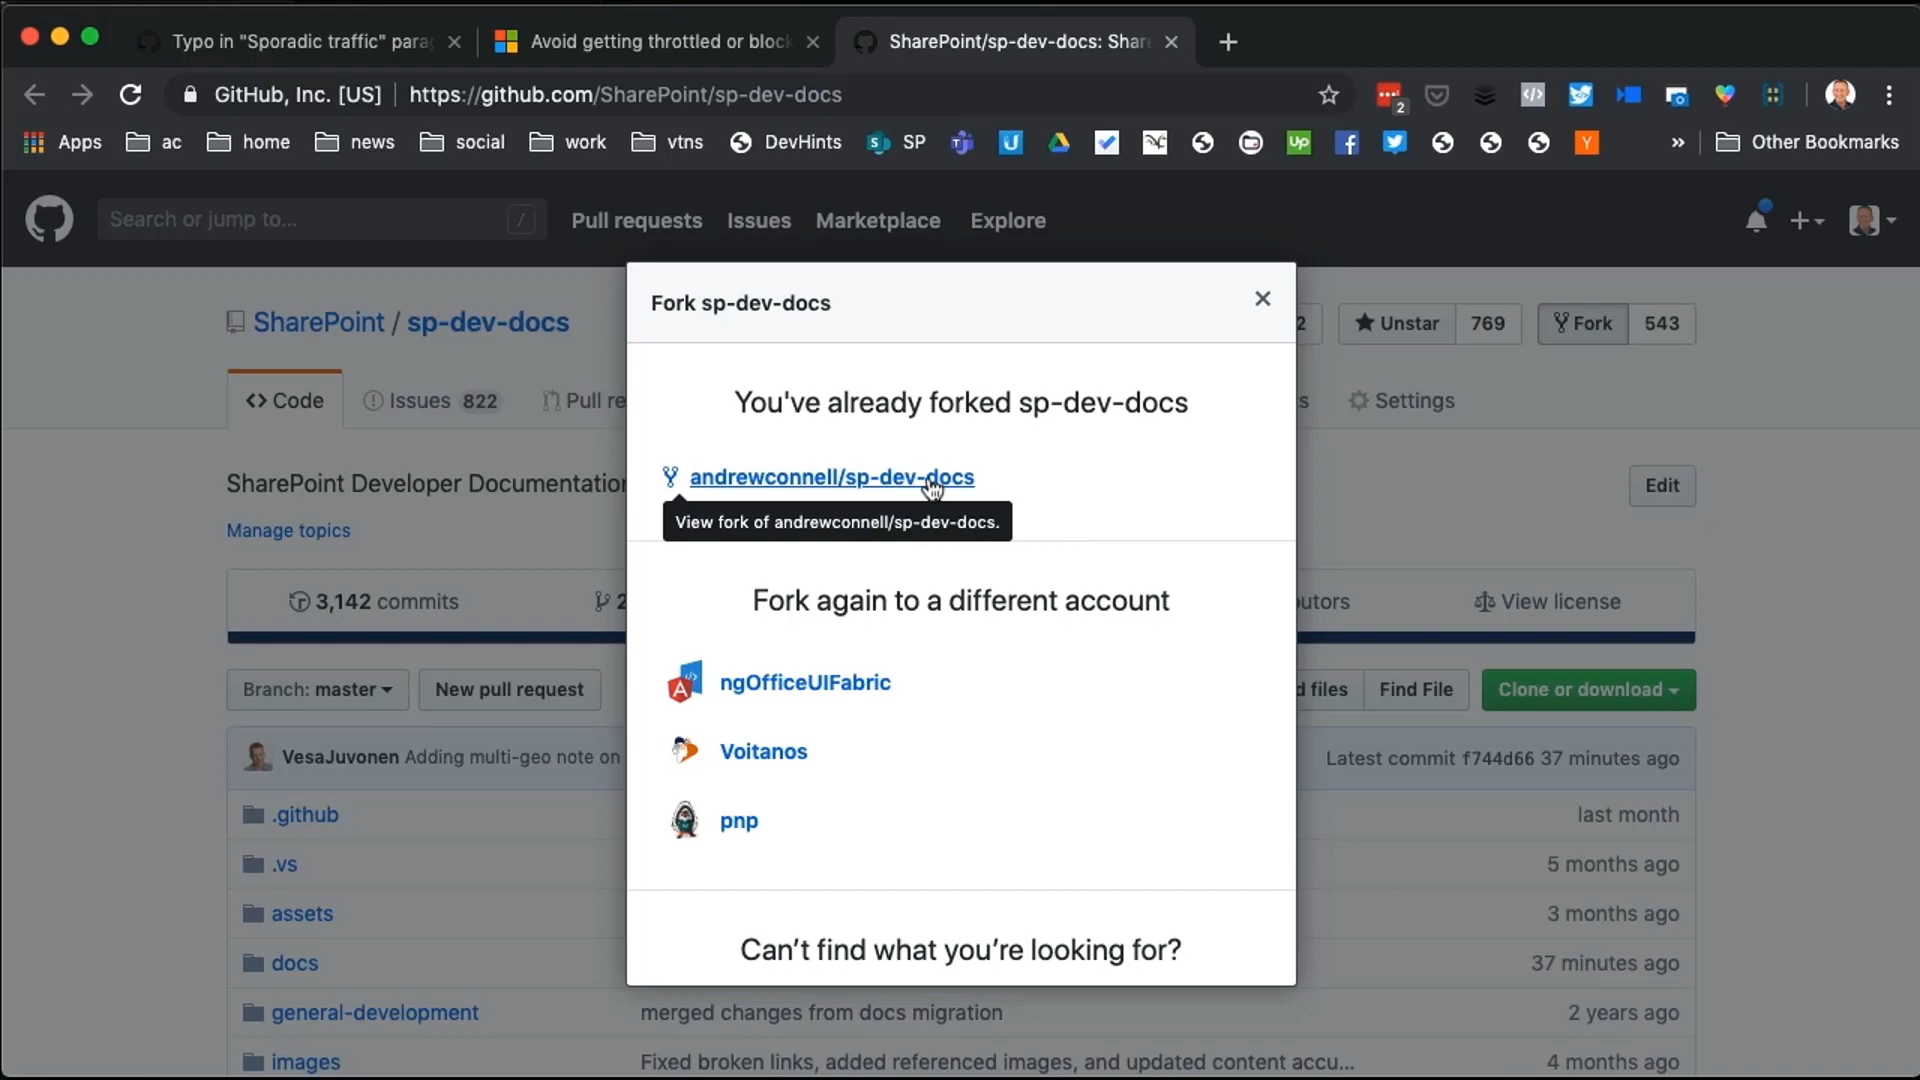 Typo in "Sporadic traffic" para
Avoid getting throttled or bloc
SharePoint/sp-dev-docs: Shar
GitHub, Inc. [US] https://github.com/SharePoint/sp-dev-docs
2
Apps ac home news social work vtns DevHints SP Up Y » Other Bookmarks
Search or jump to... / Pull requests Issues Marketplace Explore
Fork sp-dev-docs
SharePoint / sp-dev-docs
2 Unstar 769 Fork 543
You've already forked sp-dev-docs
Code Issues 822 Pull re s Settings
andrewconnell/sp-dev-docs
SharePoint Developer Documentation
Edit
View fork of andrewconnell/sp-dev-docs.
Manage topics
Fork again to a different account
3,142 commits 2 butors View license
ngOfficeUIFabric
Branch: master New pull request d files Find File Clone or download
Voitanos
VesaJuvonen Adding multi-geo note on Latest commit f744d66 37 minutes ago
pnp
.github last month
.vs 5 months ago
assets 3 months ago
Can't find what you're looking for?
docs 37 minutes ago
general-development merged changes from docs migration 2 years ago
images Fixed broken links, added referenced images, and updated content accu... 4 months ago